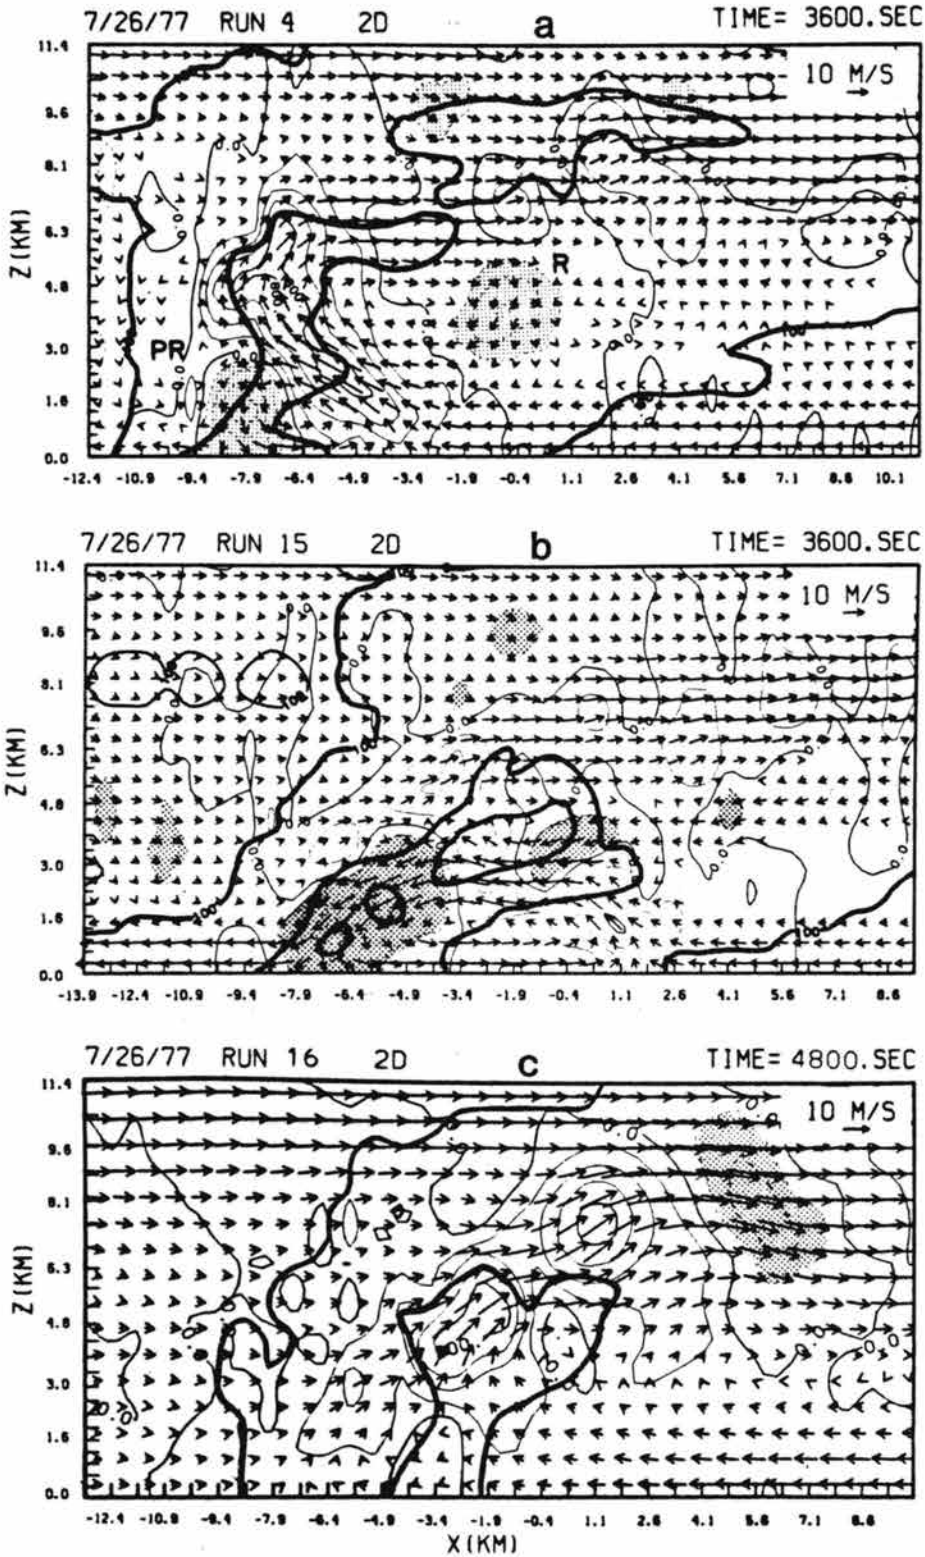 7/26/77 RUN 4 2D a TIME= 3600.SEC
11.4
10 M/S
9.6
8.1
6.3
Z(KM)
R
4.8
PR
3.0
1.6
0.0
-12.4 -10.9 -9.4 -7.9 -6.4 -4.9 -3.4 -1.9 -0.4 1.1 2.6 4.1 5.6 7.1 8.6 10.1
7/26/77 RUN 15 2D b TIME= 3600.SEC
11.4
10 M/S
9.6
8.1
6.3
Z(KM)
4.8
3.0
1.6
0.0
-13.9 -12.4 -10.9 -9.4 -7.9 -6.4 -4.9 -3.4 -1.9 -0.4 1.1 2.6 4.1 5.6 7.1 8.6
7/26/77 RUN 16 2D c TIME= 4800.SEC
11.4
10 M/S
9.6
8.1
6.3
Z(KM)
4.8
3.0
1.6
0.0
-12.4 -10.9 -9.4 -7.9 -6.4 -4.9 -3.4 -1.9 -0.4 1.1 2.6 4.1 5.6 7.1 8.6
X(KM)